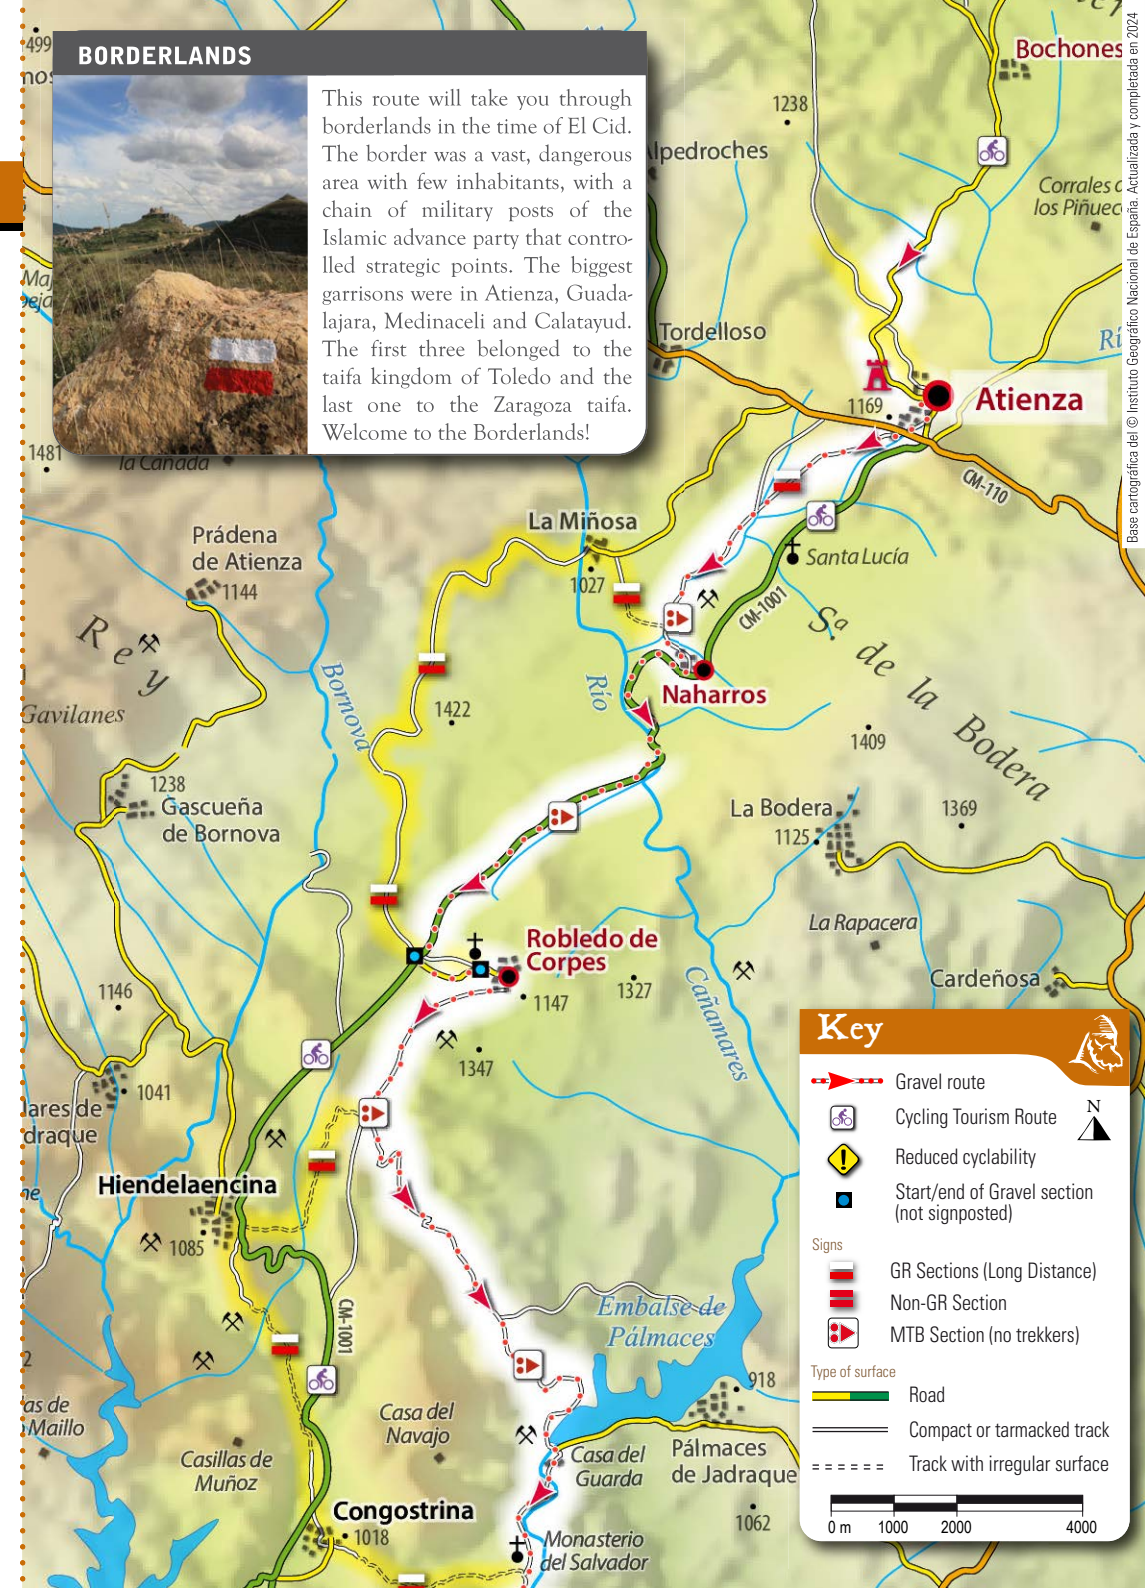 BORDERLANDS
This route will take you through
borderlands in the time of El Cid.
The border was a vast, dangerous
area with few inhabitants, with a
chain of military posts of the
Islamic advance party that contro-
lled strategic points. The biggest
garrisons were in Atienza, Guada-
lajara, Medinaceli and Calatayud.
The first three belonged to the
taifa kingdom of Toledo and the
last one to the Zaragoza taifa.
Welcome to the Borderlands!
499
Bochones
1238
Alpedroches
Corrales
los Piñuec
Tordelloso
Atienza
1169
CM-110
1481
la Cañada
La Miñosa
1027
Santa Lucía
CM-1001
Prádena
de Atienza
1144
Rey
Bornova
Río
Naharros
Sª de la Bodera
Gavilanes
1422
1409
1238
Gascueña
de Bornova
La Bodera
1125
1369
La Rapacera
Robledo de
Corpes
1147
1327
Cañamares
Cardeñosa
1146
1347
1041
lares de
draque
Hiendelaencina
1085
CM-1001
Embalse de
Pálmaces
918
as de
Maillo
Casa del
Navajo
Casillas de
Muñoz
Casa del
Guarda
Pálmaces
de Jadraque
Congostrina
1018
1062
Monasterio
del Salvador
Key
Gravel route
Cycling Tourism Route
N
Reduced cyclability
Start/end of Gravel section
(not signposted)
Signs
GR Sections (Long Distance)
Non-GR Section
MTB Section (no trekkers)
Type of surface
Road
Compact or tarmacked track
Track with irregular surface
0 m 1000 2000 4000
Base cartográfica del © Instituto Geográfico Nacional de España. Actualizada y completada en 2024